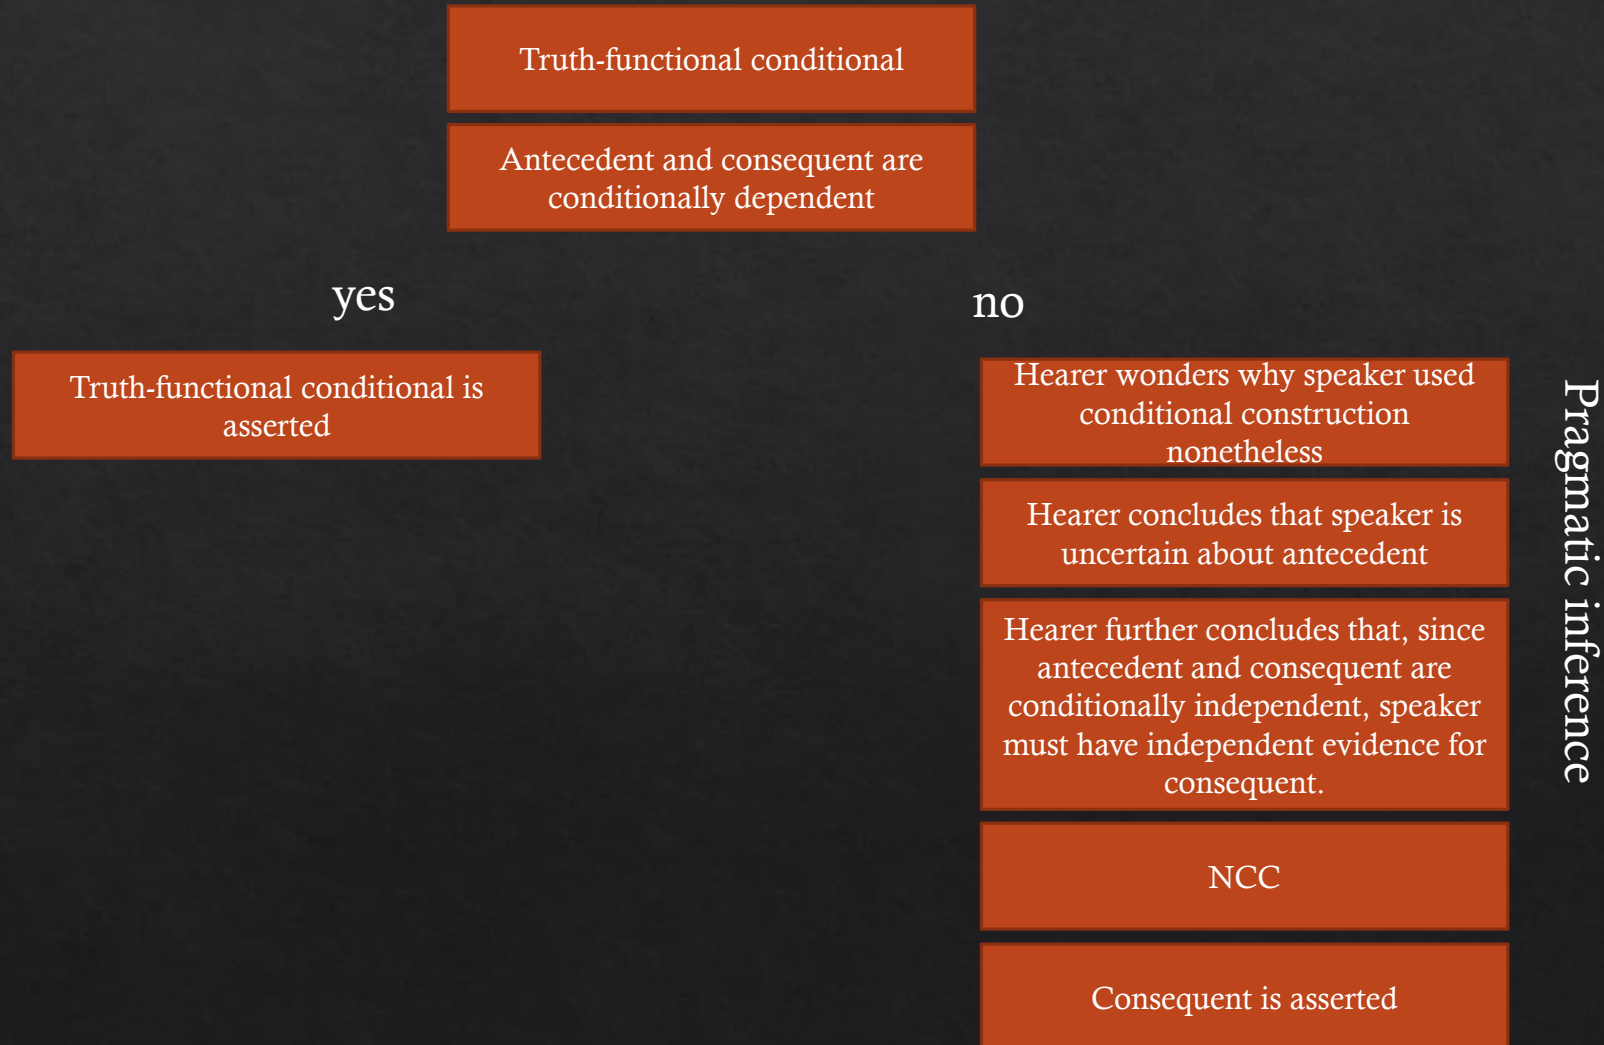 Truth-functional conditional
Antecedent and consequent are
conditionally dependent
yes
no
Truth-functional conditional is
asserted
Hearer wonders why speaker used
conditional construction
nonetheless
Hearer concludes that speaker is
uncertain about antecedent
Hearer further concludes that, since
antecedent and consequent are
conditionally independent, speaker
must have independent evidence for
consequent.
NCC
Consequent is asserted
Pragmatic inference